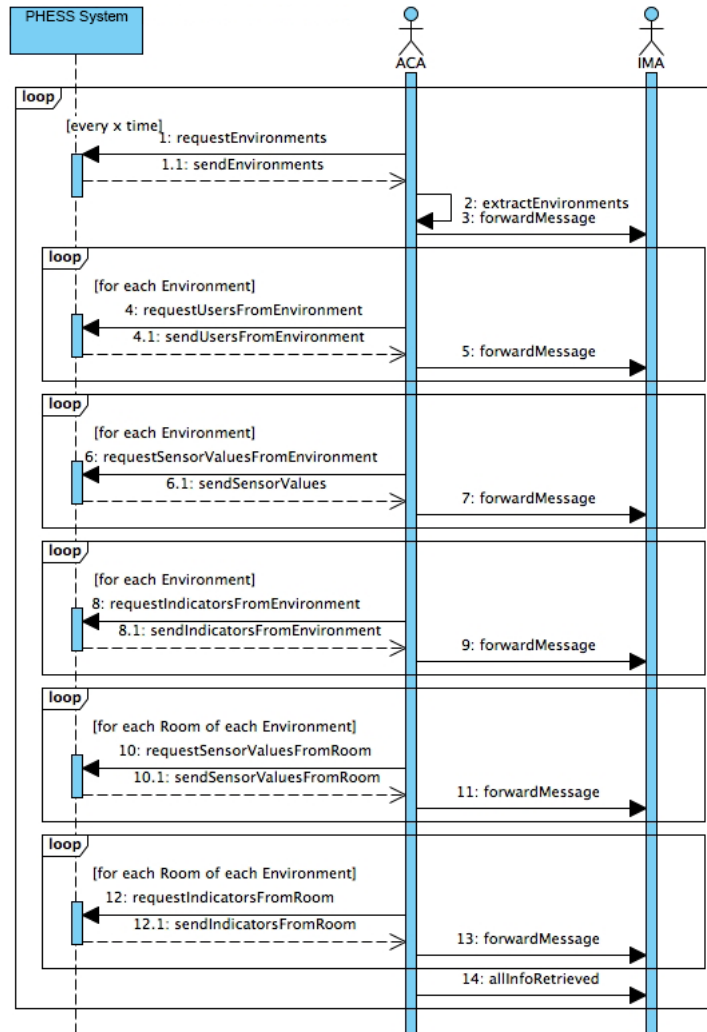 PHESS System
ACA
IMA
loop
[every x time]
1: requestEnvironments
1.1: sendEnvironments
2: extractEnvironments
3: forwardMessage
loop
[for each Environment]
4: requestUsersFromEnvironment
4.1: sendUsersFromEnvironment
5: forwardMessage
loop
[for each Environment]
6: requestSensorValuesFromEnvironment
6.1: sendSensorValues
7: forwardMessage
loop
[for each Environment]
8: requestIndicatorsFromEnvironment
8.1: sendIndicatorsFromEnvironment
9: forwardMessage
loop
[for each Room of each Environment]
10: requestSensorValuesFromRoom
10.1: sendSensorValuesFromRoom
11: forwardMessage
loop
[for each Room of each Environment]
12: requestIndicatorsFromRoom
12.1: sendIndicatorsFromRoom
13: forwardMessage
14: allInfoRetrieved